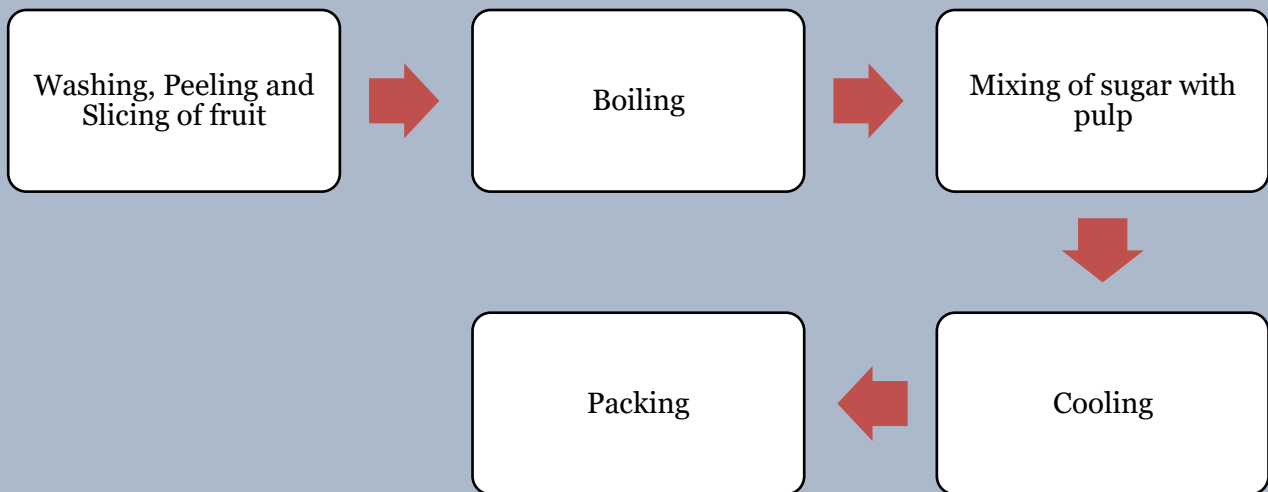 Washing, Peeling and
Slicing of fruit
Boiling
Mixing of sugar with
pulp
Cooling
Packing